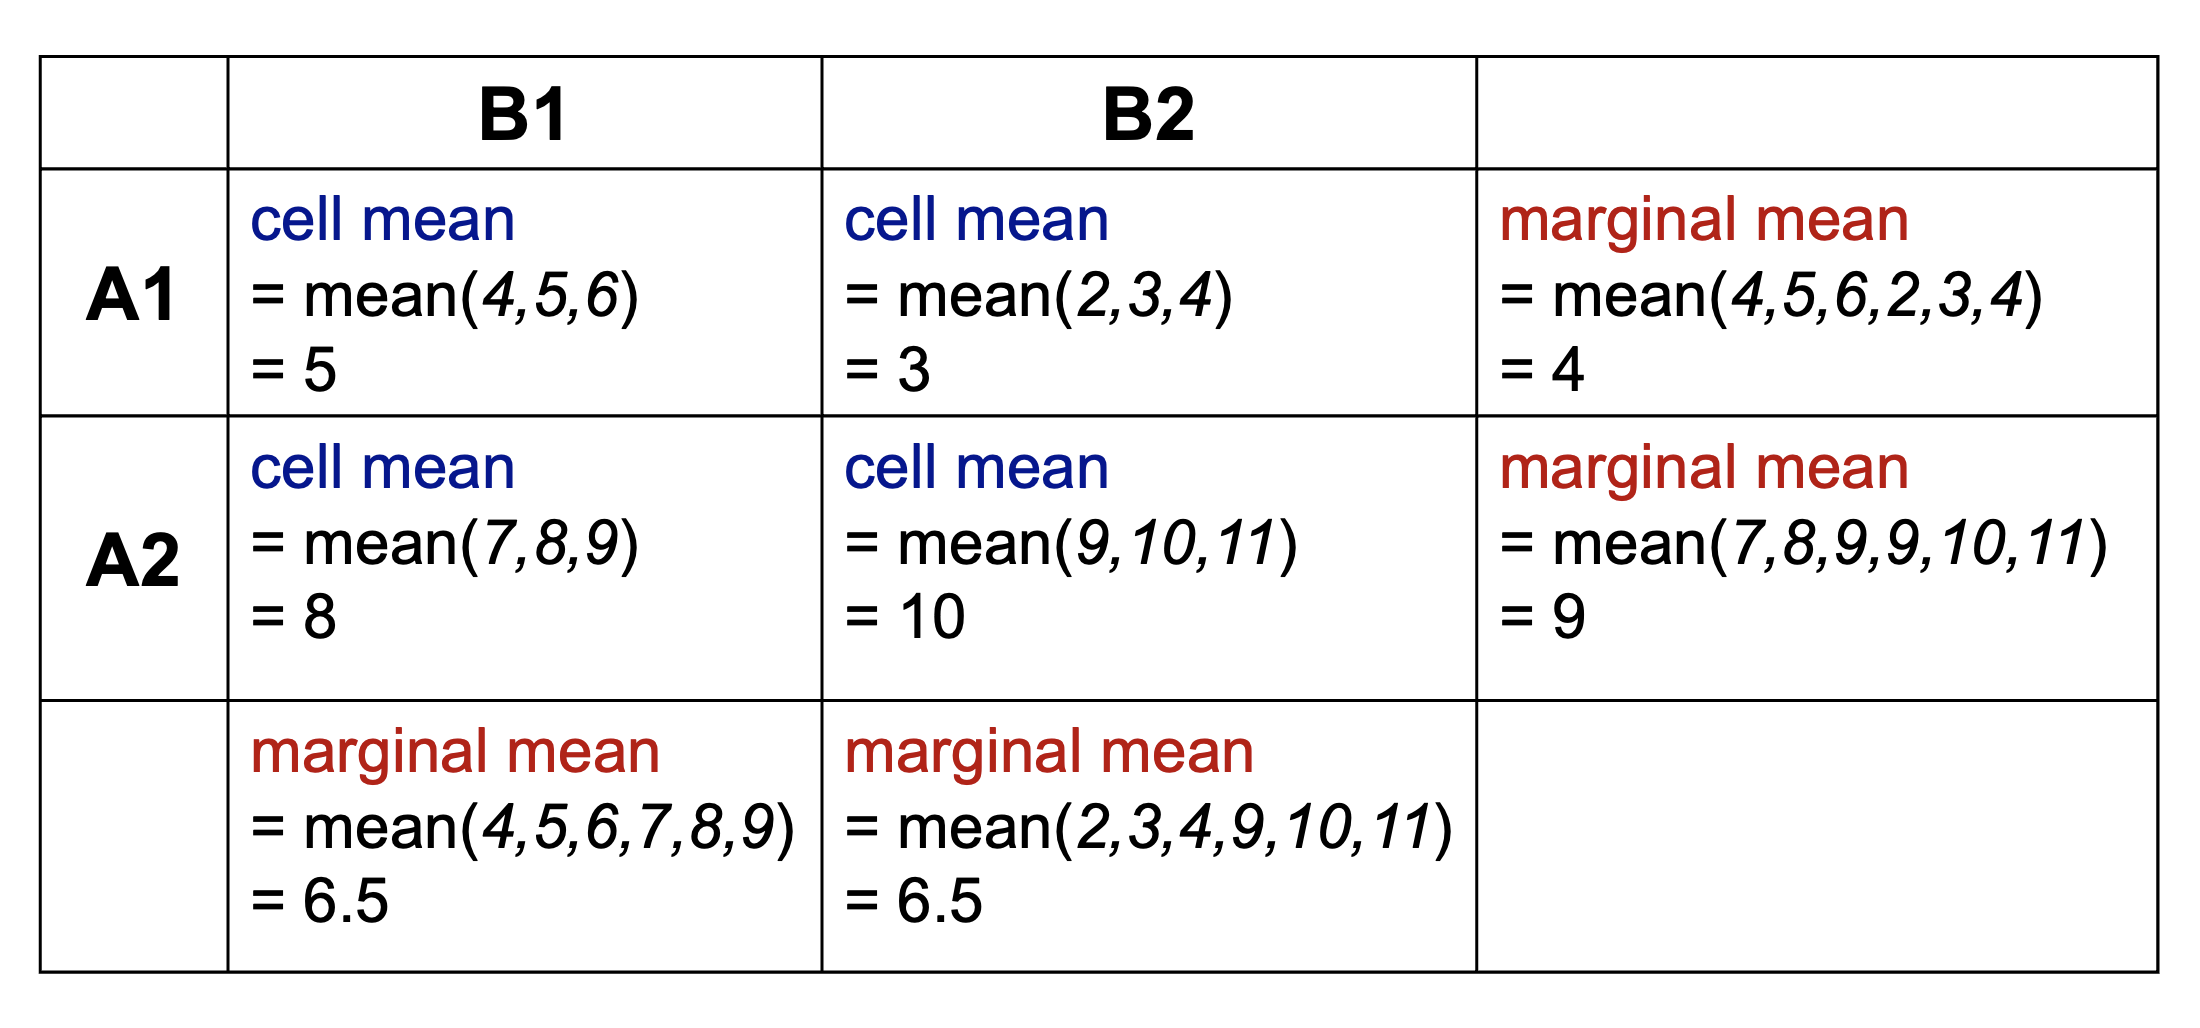 B1 B2
A1
cell mean
= mean(4,5,6)
= 5
cell mean
= mean(2,3,4)
= 3
marginal mean
= mean(4,5,6,2,3,4)
= 4
A2
cell mean
= mean(7,8,9)
= 8
cell mean
= mean(9,10,11)
= 10
marginal mean
= mean(7,8,9,9,10,11)
= 9
marginal mean
= mean(4,5,6,7,8,9)
= 6.5
marginal mean
= mean(2,3,4,9,10,11)
= 6.5